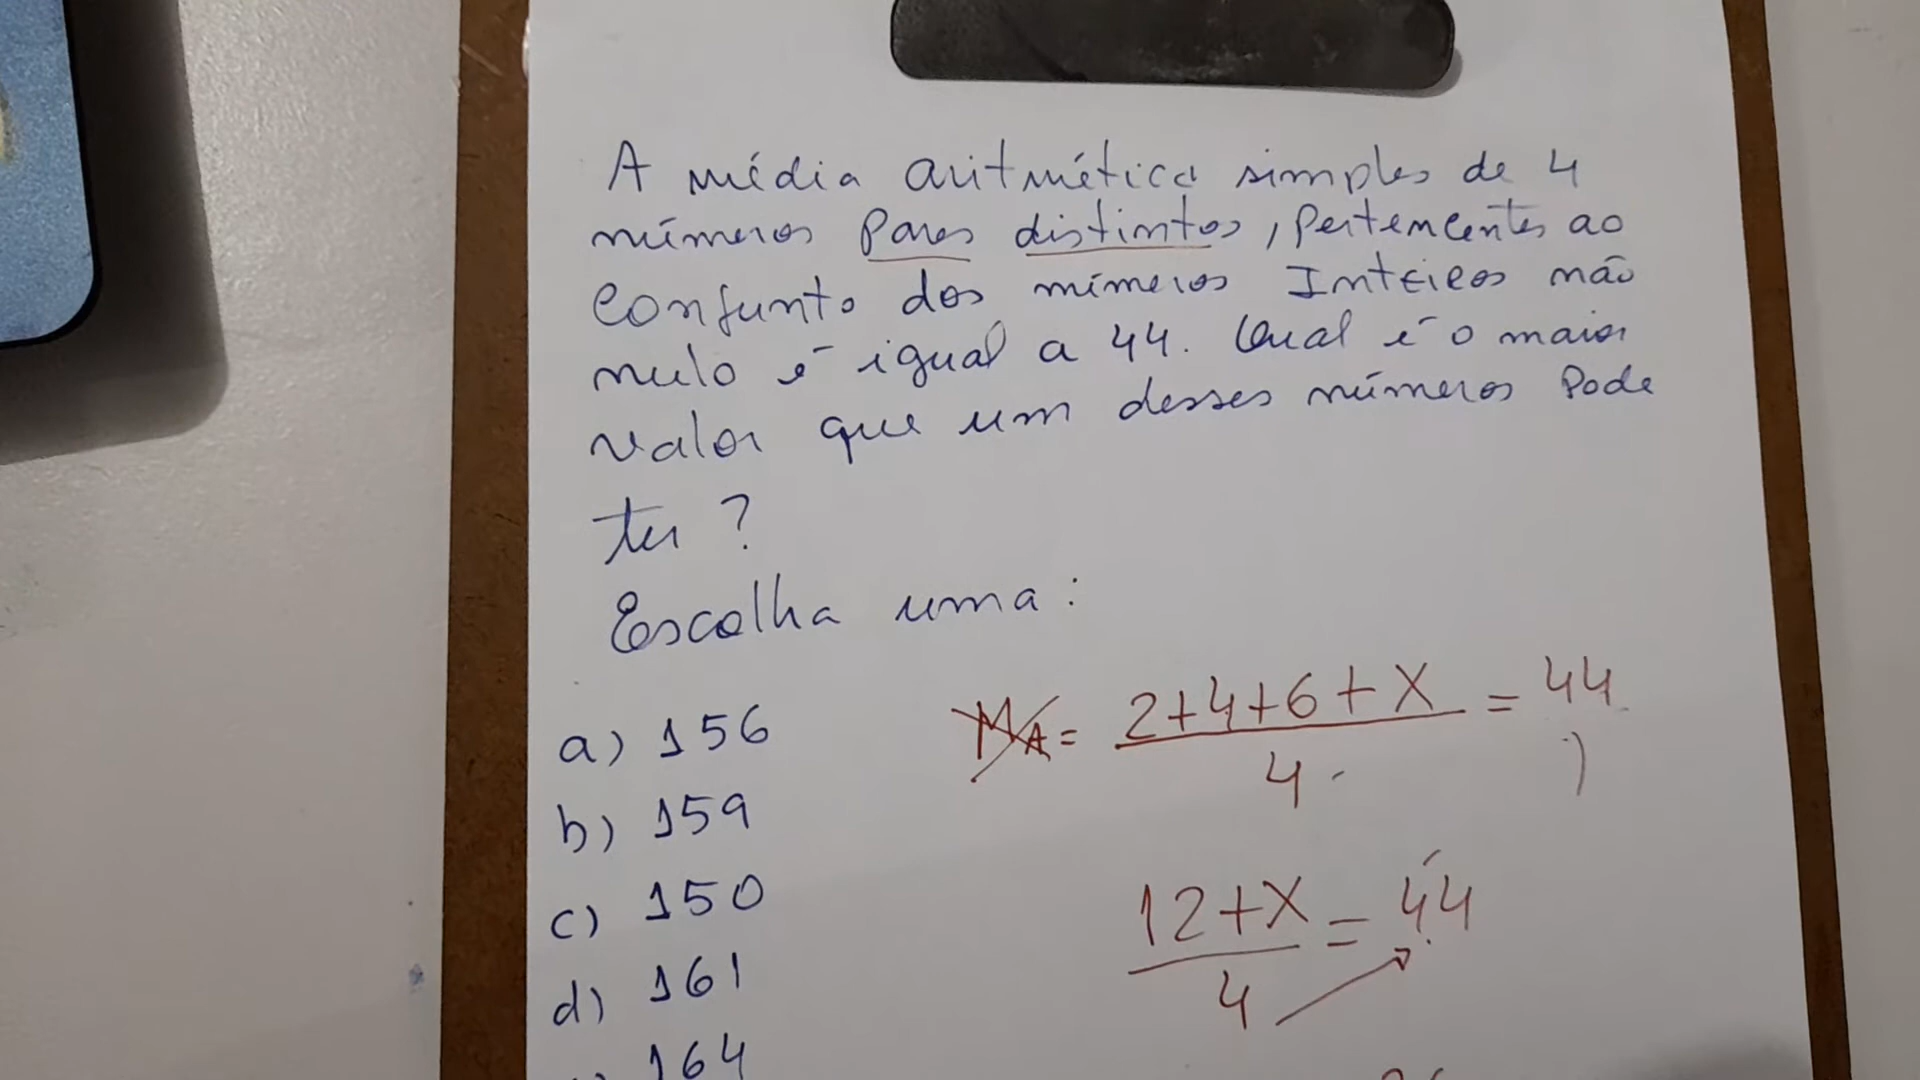 A média aritmética simples de 4
números Pares distintos, Pertencentes ao
conjunto dos números Inteiros não
nulo é igual a 44. Qual é o maior
valor que um desses números Pode
ter?
Escolha uma:
a) 156
b) 159
c) 150
d) 161
164
MA = 2+4+6+X = 44
4
12+X = 44
4